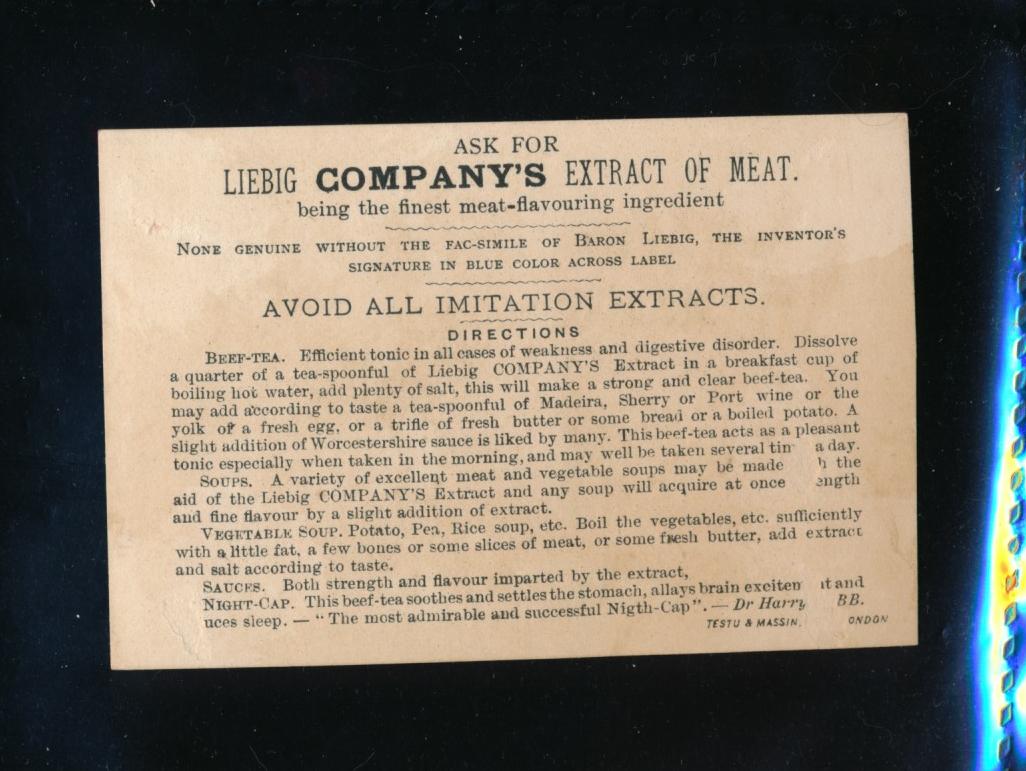 ASK FOR
LIEBIG COMPANY'S EXTRACT OF MEAT.
being the finest meat-flavouring ingredient
NONE GENUINE WITHOUT THE FAC-SIMILE OF BARON LIEBIG, THE INVENTOR'S
SIGNATURE IN BLUE COLOR ACROSS LABEL
AVOID ALL IMITATION EXTRACTS.
DIRECTIONS
BEEF-TEA. Efficient tonic in all cases of weakness and digestive disorder. Dissolve
a quarter of a tea-spoonful of Liebig COMPANY'S Extract in a breakfast cup of
boiling hot water, add plenty of salt, this will make a strong and clear beef-tea. You
may add according to taste a tea-spoonful of Madeira, Sherry or Port wine or the
yolk of a fresh egg, or a trifle of fresh butter or some bread or a boiled potato. A
slight addition of Worcestershire sauce is liked by many. This beef-tea acts as a pleasant
tonic especially when taken in the morning, and may well be taken several a day.
SOUPS. A variety of excellent meat and vegetable soups may be made the
aid of the Liebig COMPANY'S Extract and any soup will acquire at once
and fine flavour by a slight addition of extract.
VEGETABLE SOUP. Potato, Pea, Rice soup, etc. Boil the vegetables, etc. sufficiently
with a little fat, a few bones or some slices of meat, or some fresh butter, add extract
and salt according to taste.
SAUCES. Both strength and flavour imparted by the extract,
NIGHT-CAP. This beef-tea soothes and settles the stomach, allays brain and
uces sleep. — "The most admirable and successful Nigth-Cap". — Dr Harry BB.
TESTU & MASSIN, ONDON